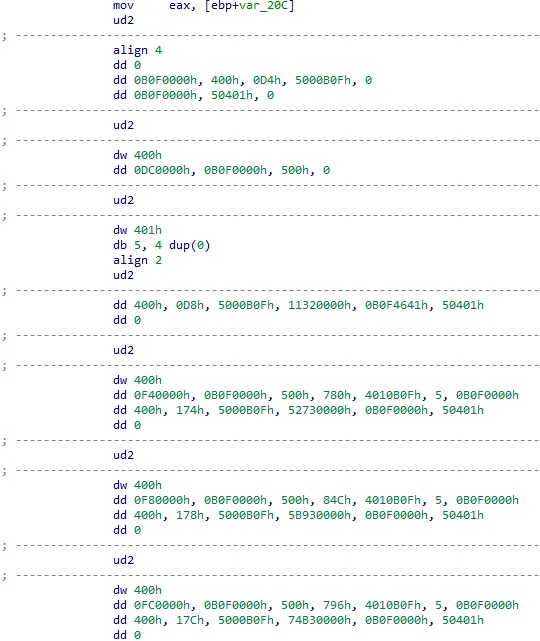 mov eax, [ebp+var_20C]
ud2
; ---------------------------------------------------------------------------
align 4
dd 0
dd 0B0F0000h, 400h, 0D4h, 5000B0Fh, 0
dd 0B0F0000h, 50401h, 0
; ---------------------------------------------------------------------------
ud2
; ---------------------------------------------------------------------------
dw 400h
dd 0DC0000h, 0B0F0000h, 500h, 0
; ---------------------------------------------------------------------------
ud2
; ---------------------------------------------------------------------------
dw 401h
db 5, 4 dup(0)
align 2
ud2
; ---------------------------------------------------------------------------
dd 400h, 0D8h, 5000B0Fh, 11320000h, 0B0F4641h, 50401h
dd 0
; ---------------------------------------------------------------------------
ud2
; ---------------------------------------------------------------------------
dw 400h
dd 0F40000h, 0B0F0000h, 500h, 780h, 4010B0Fh, 5, 0B0F0000h
dd 400h, 174h, 5000B0Fh, 52730000h, 0B0F0000h, 50401h
dd 0
; ---------------------------------------------------------------------------
ud2
; ---------------------------------------------------------------------------
dw 400h
dd 0F80000h, 0B0F0000h, 500h, 84Ch, 4010B0Fh, 5, 0B0F0000h
dd 400h, 178h, 5000B0Fh, 5B930000h, 0B0F0000h, 50401h
dd 0
; ---------------------------------------------------------------------------
ud2
; ---------------------------------------------------------------------------
dw 400h
dd 0FC0000h, 0B0F0000h, 500h, 796h, 4010B0Fh, 5, 0B0F0000h
dd 400h, 17Ch, 5000B0Fh, 74B30000h, 0B0F0000h, 50401h
dd 0